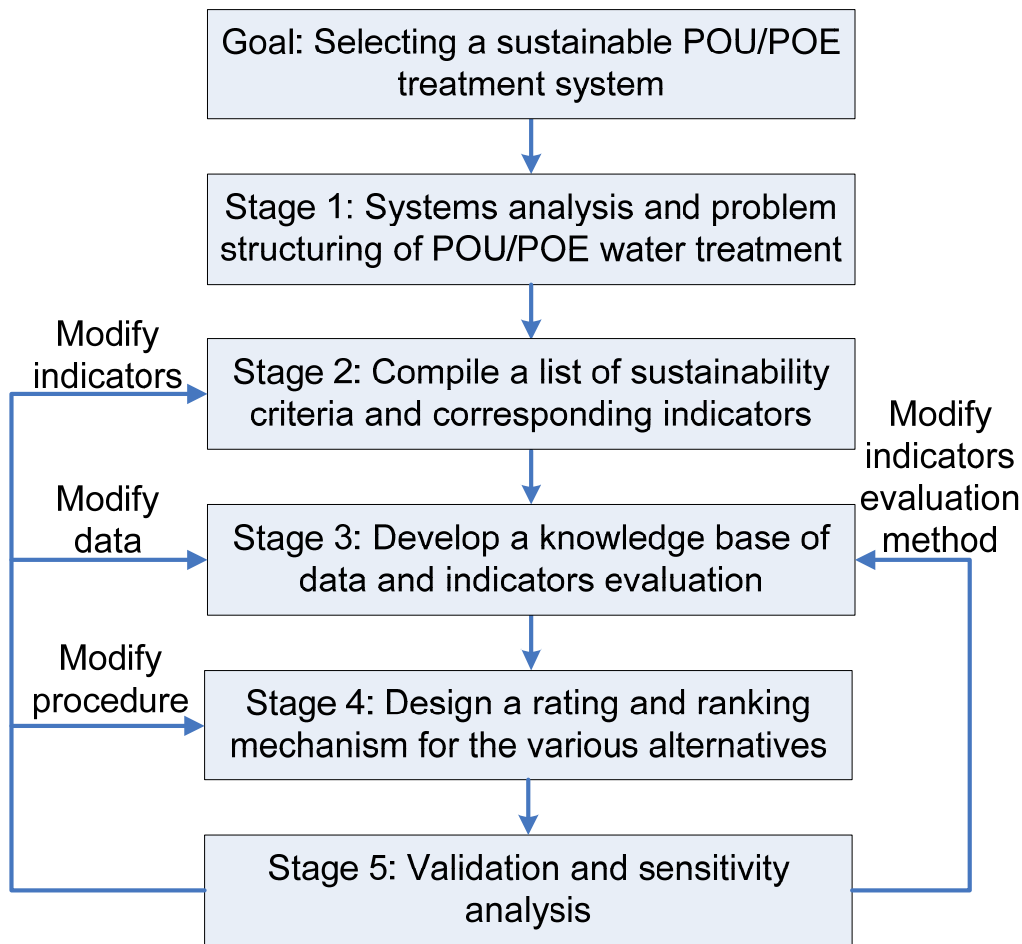 Goal: Selecting a sustainable POU/POE
treatment system
Stage 1: Systems analysis and problem
structuring of POU/POE water treatment
Modify
indicators
Stage 2: Compile a list of sustainability
criteria and corresponding indicators
Modify
indicators
evaluation
method
Modify
data
Stage 3: Develop a knowledge base of
data and indicators evaluation
Modify
procedure
Stage 4: Design a rating and ranking
mechanism for the various alternatives
Stage 5: Validation and sensitivity
analysis